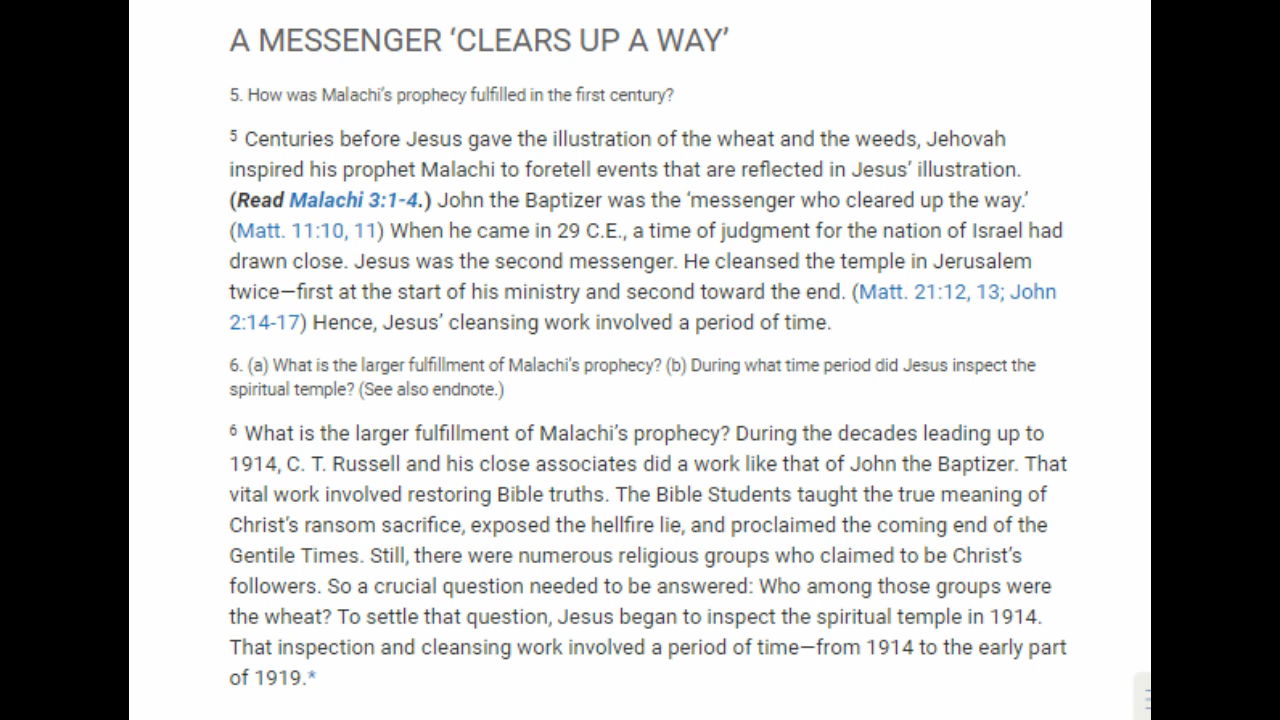 A MESSENGER ‘CLEARS UP A WAY’
5. How was Malachi’s prophecy fulfilled in the first century?
5 Centuries before Jesus gave the illustration of the wheat and the weeds, Jehovah
inspired his prophet Malachi to foretell events that are reflected in Jesus’ illustration.
(Read Malachi 3:1-4.) John the Baptizer was the ‘messenger who cleared up the way.’
(Matt. 11:10, 11) When he came in 29 C.E., a time of judgment for the nation of Israel had
drawn close. Jesus was the second messenger. He cleansed the temple in Jerusalem
twice—first at the start of his ministry and second toward the end. (Matt. 21:12, 13; John
2:14-17) Hence, Jesus’ cleansing work involved a period of time.
6. (a) What is the larger fulfillment of Malachi’s prophecy? (b) During what time period did Jesus inspect the
spiritual temple? (See also endnote.)
6 What is the larger fulfillment of Malachi’s prophecy? During the decades leading up to
1914, C. T. Russell and his close associates did a work like that of John the Baptizer. That
vital work involved restoring Bible truths. The Bible Students taught the true meaning of
Christ’s ransom sacrifice, exposed the hellfire lie, and proclaimed the coming end of the
Gentile Times. Still, there were numerous religious groups who claimed to be Christ’s
followers. So a crucial question needed to be answered: Who among those groups were
the wheat? To settle that question, Jesus began to inspect the spiritual temple in 1914.
That inspection and cleansing work involved a period of time—from 1914 to the early part
of 1919.*